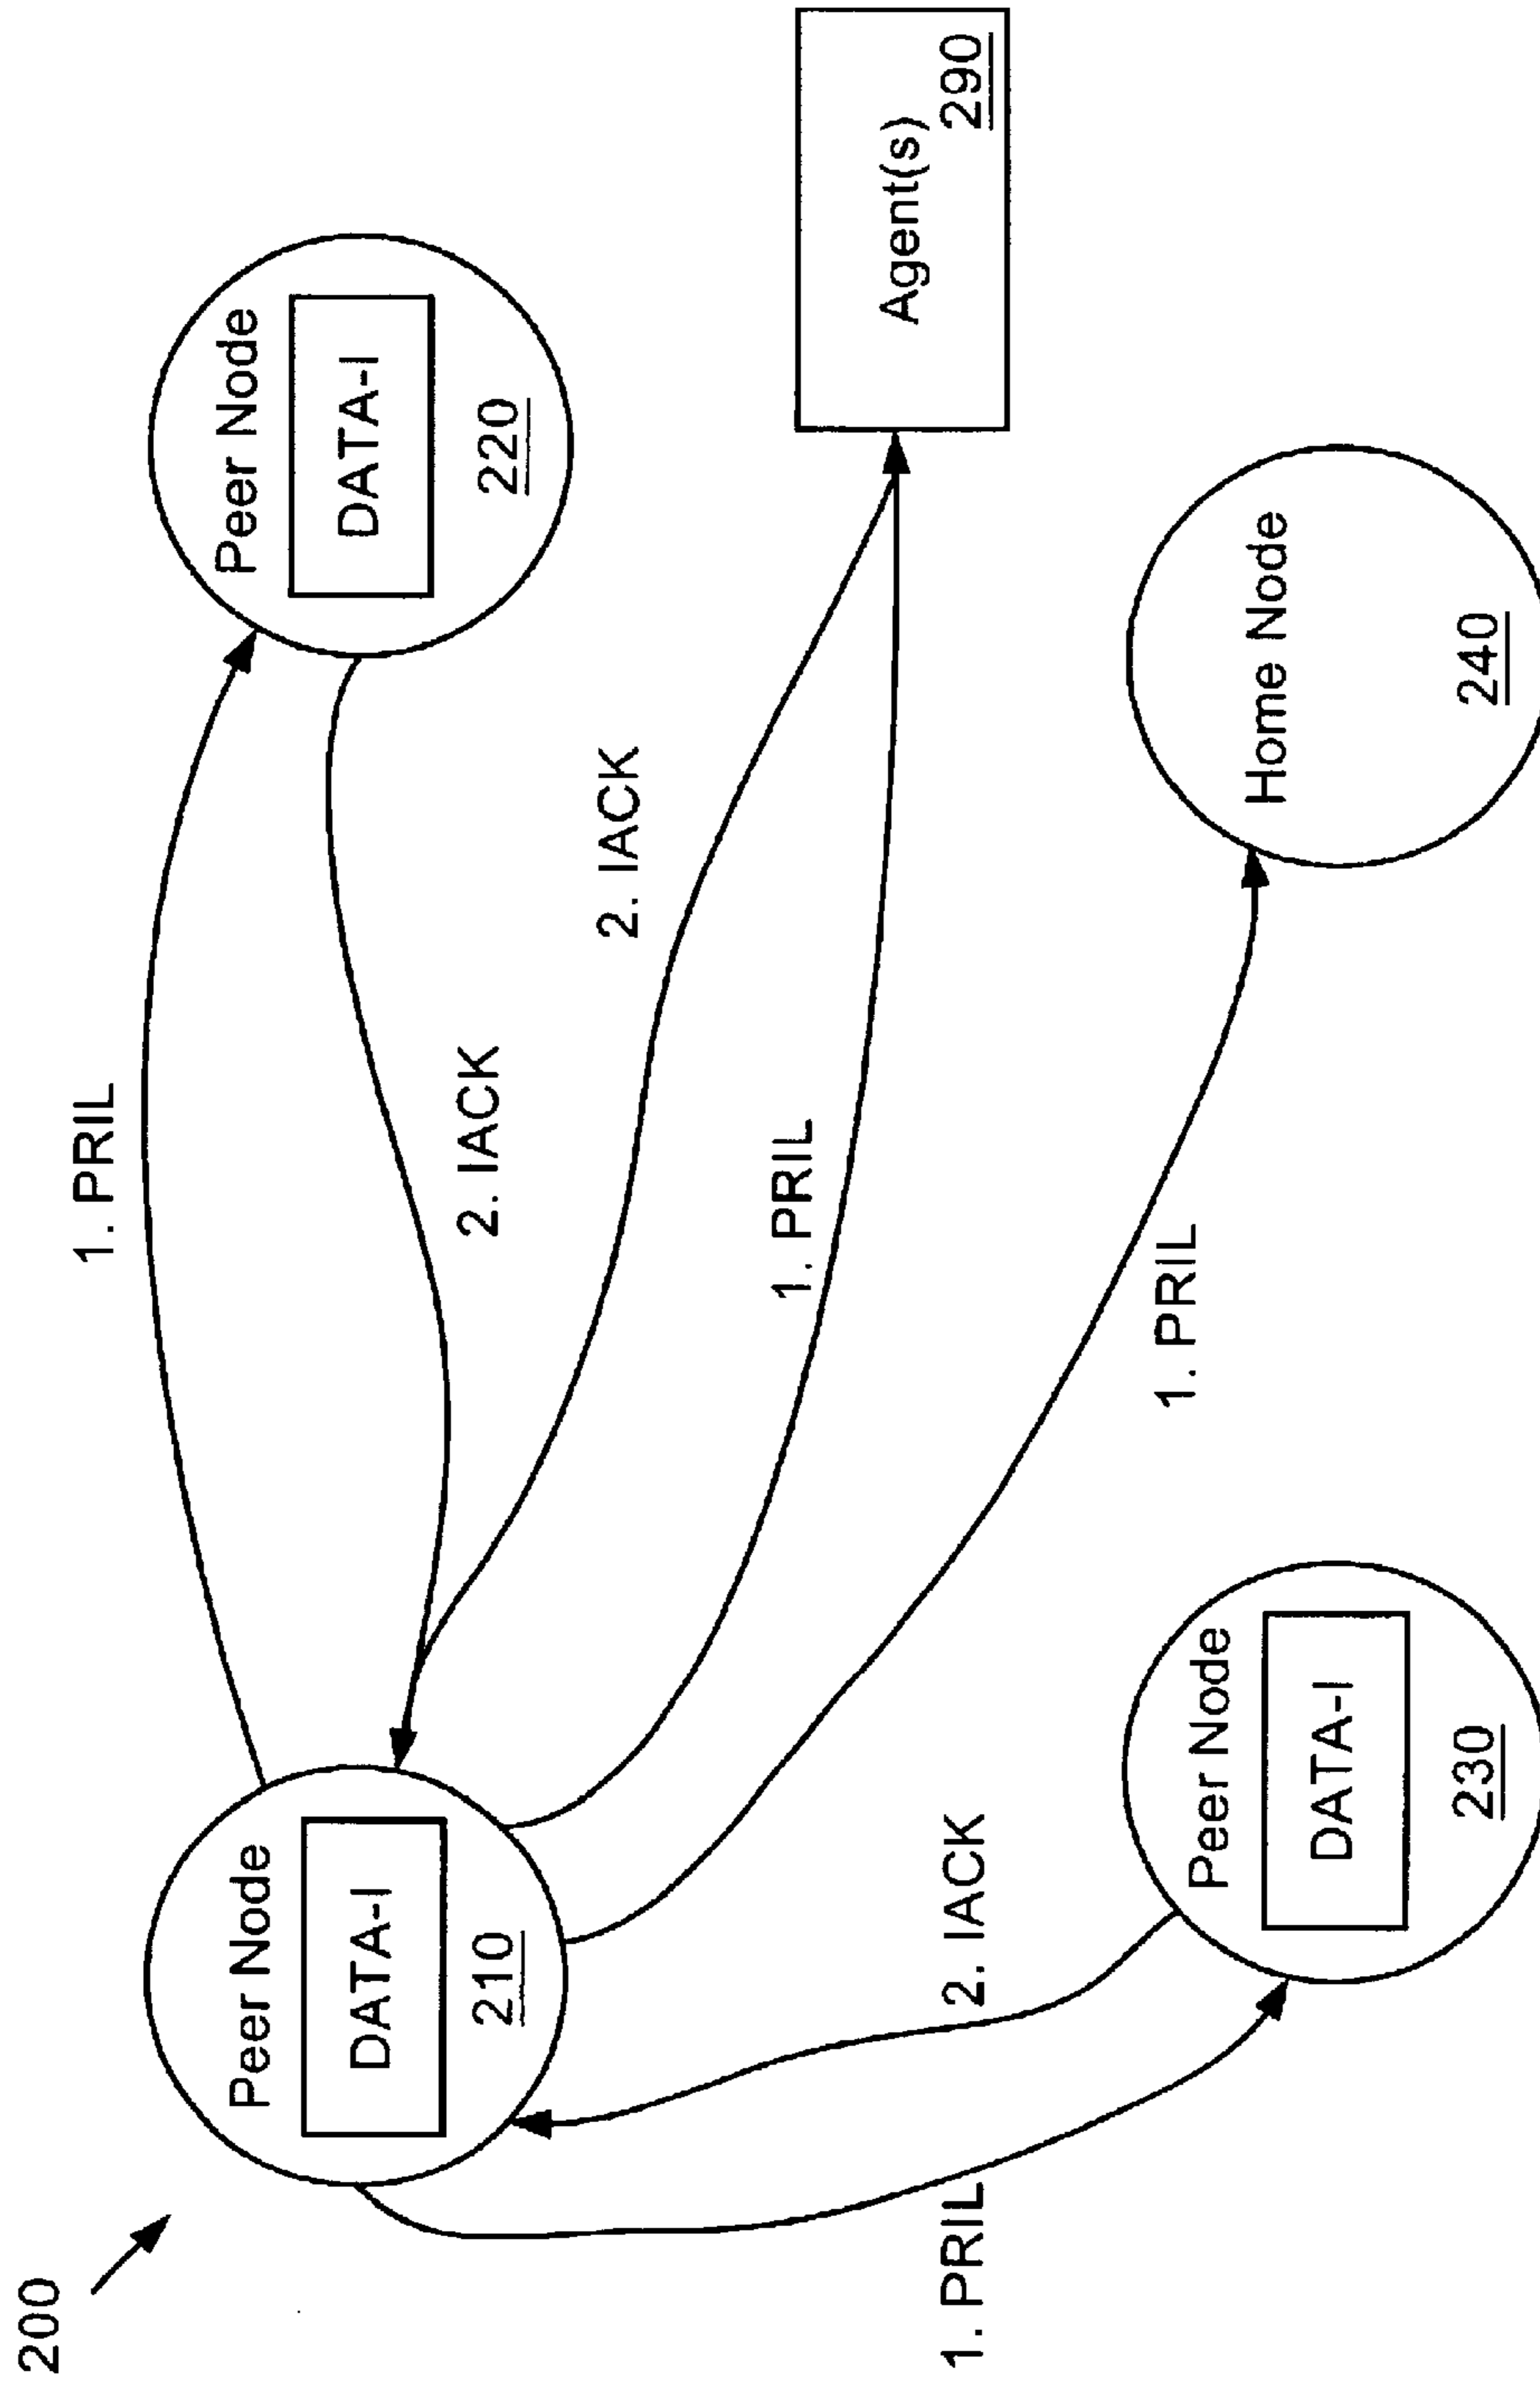 200
1. PRIL
Peer Node
DATA-I
210
Peer Node
DATA-I
220
2. IACK
2. IACK
1. PRIL
Agent(s)
290
1. PRIL
2. IACK
1. PRIL
Peer Node
DATA-I
230
Home Node
240